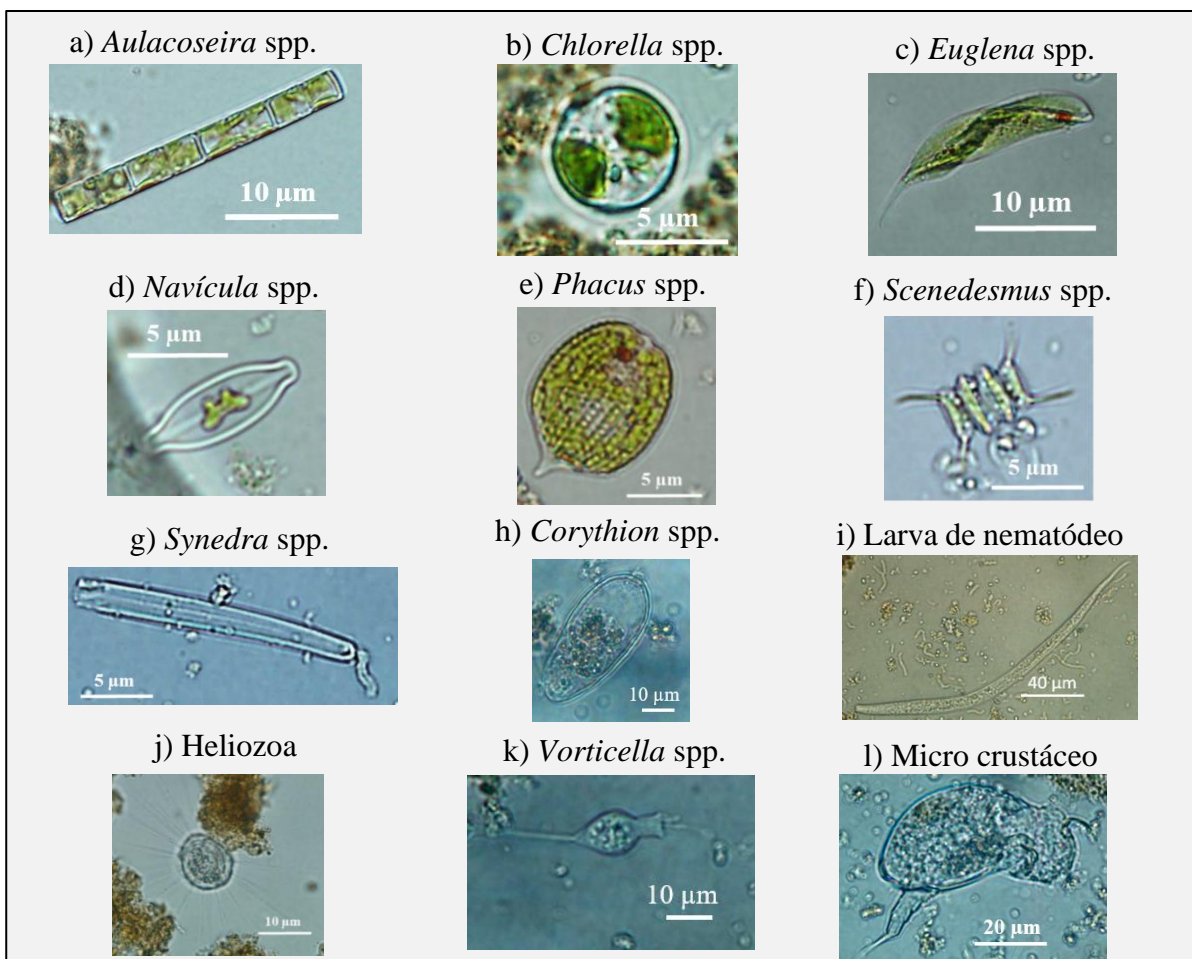 a) Aulacoseira spp.
b) Chlorella spp.
c) Euglena spp.
10 µm
5 µm
10 µm
d) Navícula spp.
e) Phacus spp.
f) Scenedesmus spp.
5 µm
5 µm
5 µm
g) Synedra spp.
h) Corythion spp.
i) Larva de nematódeo
5 µm
10 µm
40 µm
j) Heliozoa
k) Vorticella spp.
l) Micro crustáceo
10 µm
10 µm
20 µm